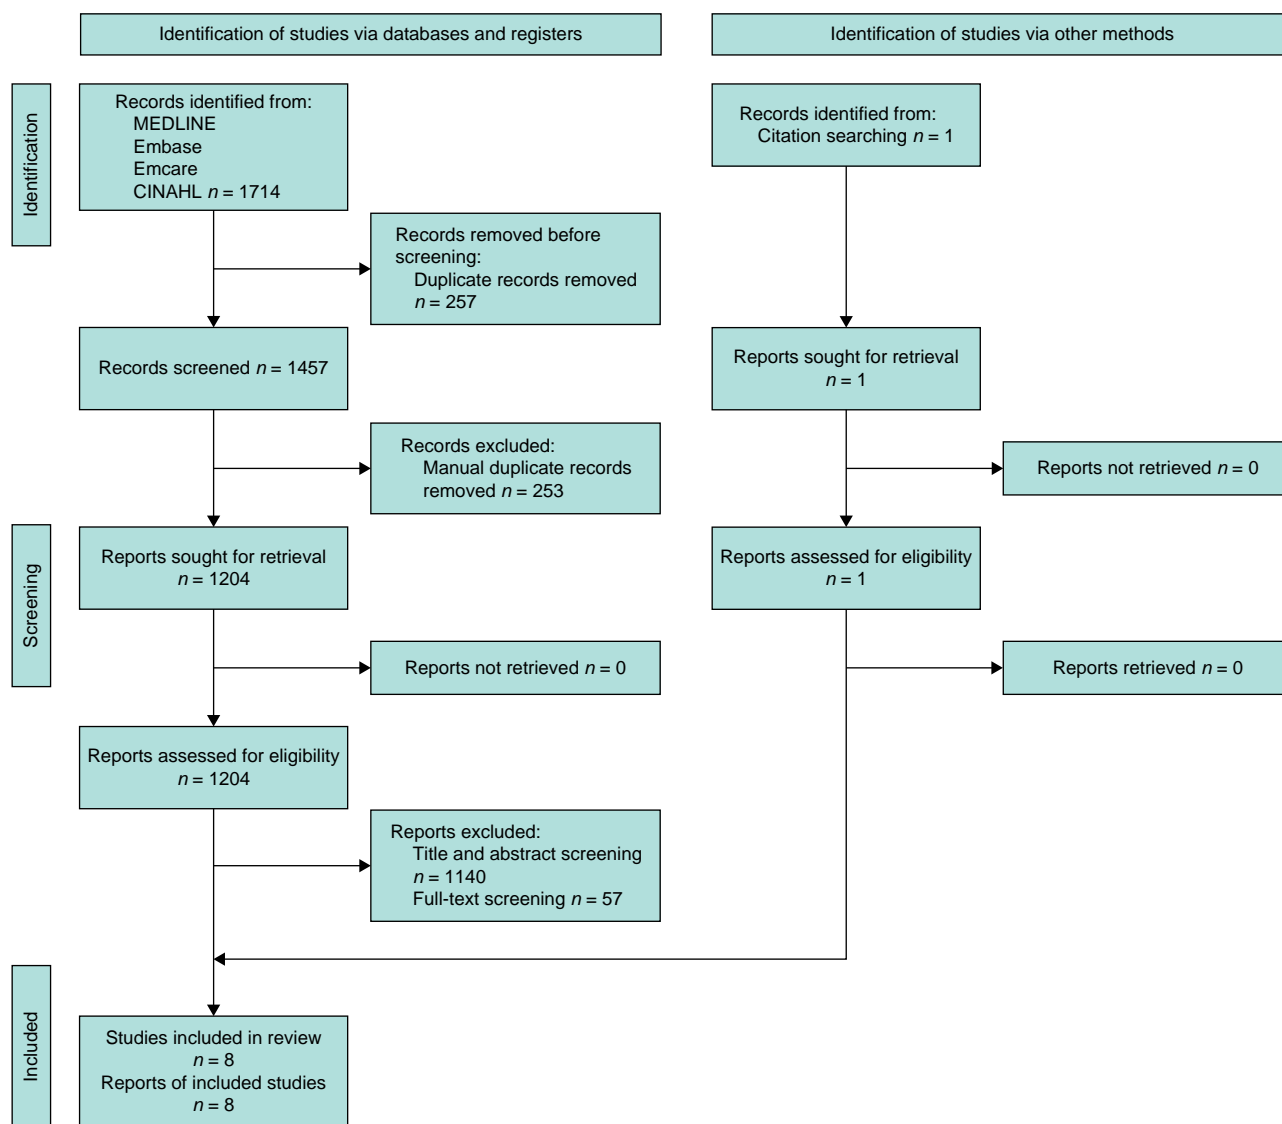 Identification of studies via databases and registers
Identification of studies via other methods
Identification
Records identified from:
MEDLINE
Embase
Emcare
CINAHL n = 1714
Records identified from:
Citation searching n = 1
Records removed before
screening:
Duplicate records removed
n = 257
Records screened n = 1457
Reports sought for retrieval
n = 1
Records excluded:
Manual duplicate records
removed n = 253
Reports not retrieved n = 0
Screening
Reports sought for retrieval
n = 1204
Reports assessed for eligibility
n = 1
Reports not retrieved n = 0
Reports retrieved n = 0
Reports assessed for eligibility
n = 1204
Reports excluded:
Title and abstract screening
n = 1140
Full-text screening n = 57
Included
Studies included in review
n = 8
Reports of included studies
n = 8